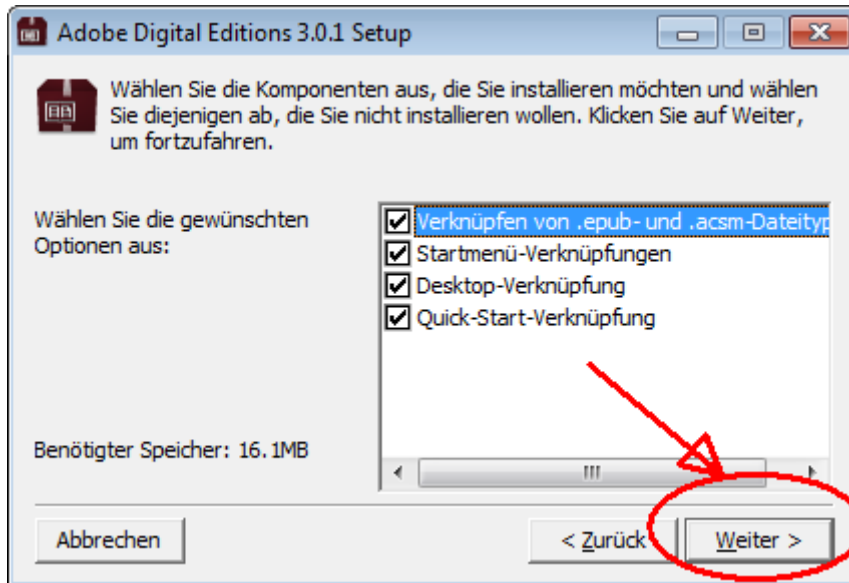 Adobe Digital Editions 3.0.1 Setup
Wählen Sie die Komponenten aus, die Sie installieren möchten und wählen
Sie diejenigen ab, die Sie nicht installieren wollen. Klicken Sie auf Weiter,
um fortzufahren.
Wählen Sie die gewünschten
Optionen aus:
Verknüpfen von .epub- und .acsm-Dateityp
Startmenü-Verknüpfungen
Desktop-Verknüpfung
Quick-Start-Verknüpfung
Benötigter Speicher: 16.1MB
Abbrechen
< Zurück
Weiter >